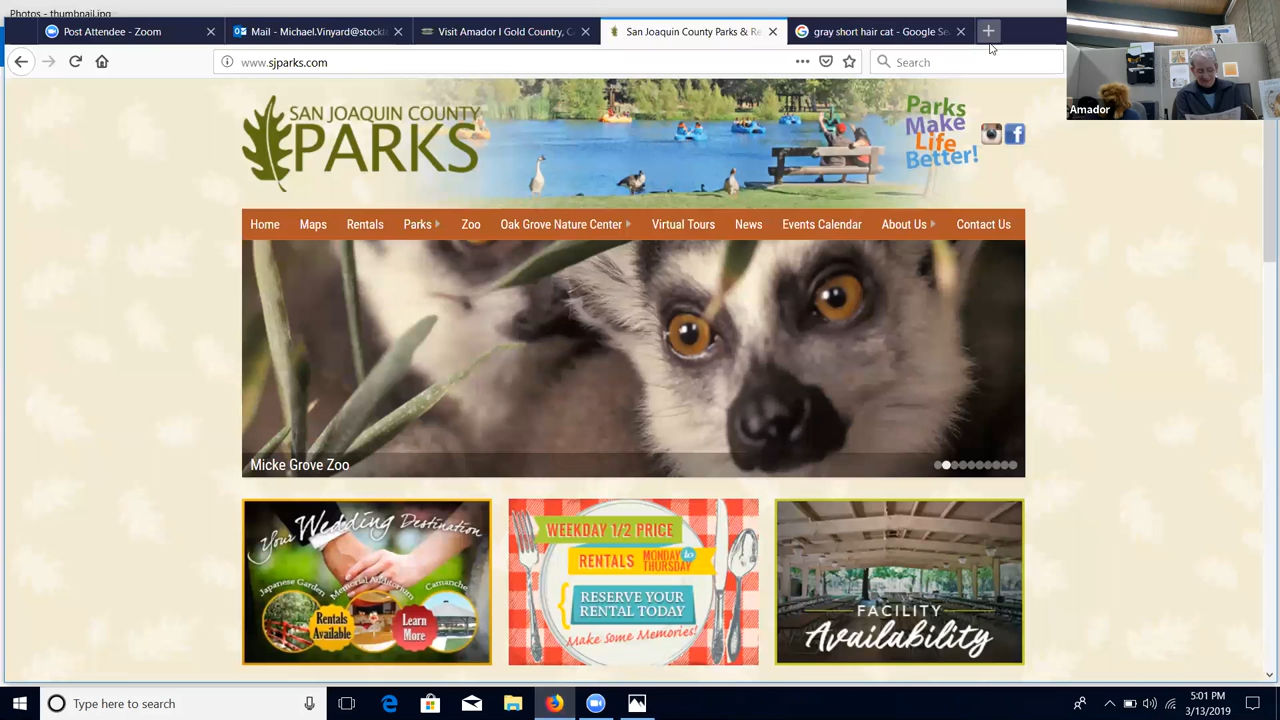 Photos - thumbnail.jpg
Post Attendee - Zoom
Mail - Michael.Vinyard@stockt
Visit Amador I Gold Country, C
San Joaquin County Parks & Re
gray short hair cat - Google Se
www.sjparks.com
Search
Amador
SAN JOAQUIN COUNTY
PARKS
Parks
Make
Life
Better!
Home Maps Rentals Parks Zoo Oak Grove Nature Center Virtual Tours News Events Calendar About Us Contact Us
Micke Grove Zoo
Your Wedding Destination
Japanese Garden
Memorial Auditorium
Camanche
Rentals
Available
Learn
More
WEEKDAY 1/2 PRICE
RENTALS MONDAY to THURSDAY
RESERVE YOUR
RENTAL TODAY
Make Some Memories!
FACILITY
Availability
Type here to search
5:01 PM
3/13/2019